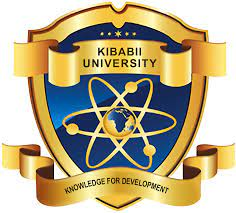 KIBABII
UNIVERSITY
KNOWLEDGE FOR DEVELOPMENT